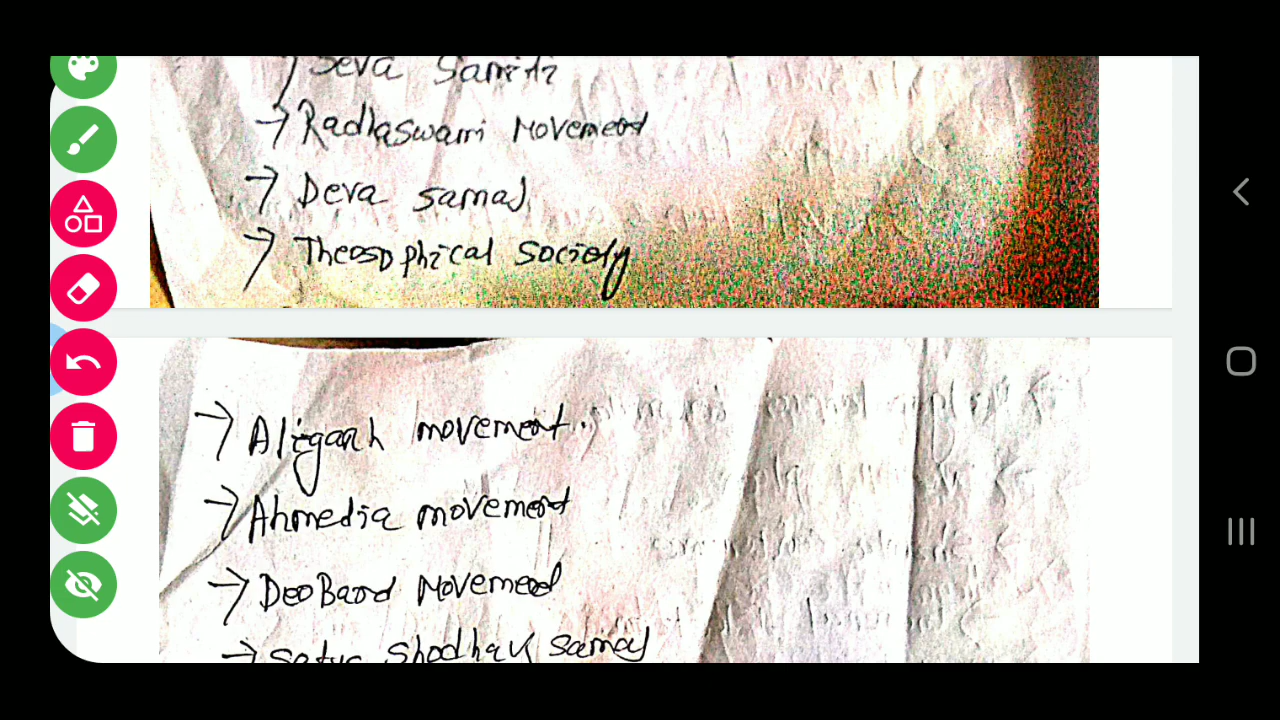 → Seva Samiti
→ Radhaswami Movement
→ Deva samaj
→ Theosophical Society
→ Aligarh movement.
→ Ahmedia movement
→ DeoBand Movement
→ Satya Shodhak Samaj